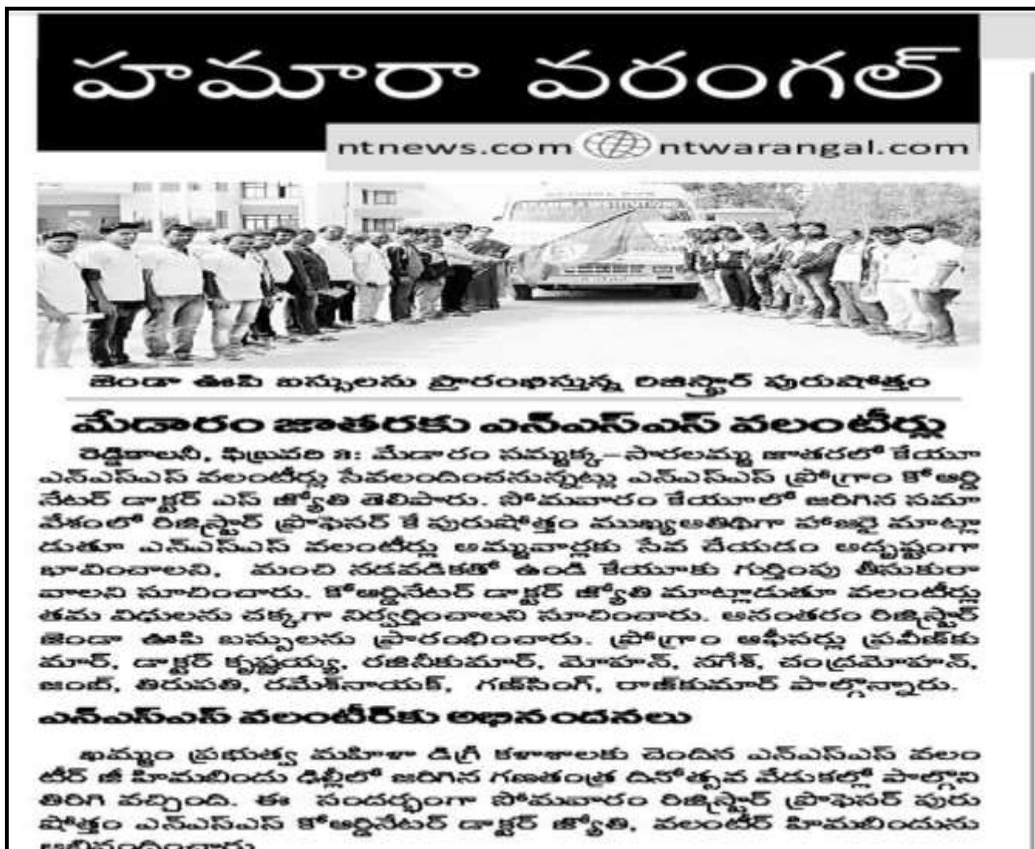 హమారా వరంగల్
ntnews.com ntwarangal.com
జెండా ఊపి బస్సులను ప్రారంభిస్తున్న రిజిస్ట్రార్ పురుషోత్తం
మేడారం జాతరకు ఎన్ఎస్ఎస్ వలంటీర్లు
రెడ్డికాలనీ, ఫిబ్రవరి 3: మేడారం సమ్మక్క-సారలమ్మ జాతరలో కేయూ
ఎన్ఎస్ఎస్ వలంటీర్లు సేవలందించనున్నట్లు ఎన్ఎస్ఎస్ ప్రోగ్రాం కోఆర్డి
నేటర్ డాక్టర్ ఎస్ జ్యోతి తెలిపారు. సోమవారం కేయూలో జరిగిన సమా
వేశంలో రిజిస్ట్రార్ ప్రొఫెసర్ కే పురుషోత్తం ముఖ్యఅతిథిగా హాజరై మాట్లా
డుతూ ఎన్ఎస్ఎస్ వలంటీర్లు అమ్మవార్లకు సేవ చేయడం అదృష్టంగా
భావించాలని, మంచి నడవడికతో ఉండి కేయూకు గుర్తింపు తీసుకురా
వాలని సూచించారు. కోఆర్డినేటర్ డాక్టర్ జ్యోతి మాట్లాడుతూ వలంటీర్లు
తమ విధులను చక్కగా నిర్వర్తించాలని సూచించారు. అనంతరం రిజిస్ట్రార్
జెండా ఊపి బస్సులను ప్రారంభించారు. ప్రోగ్రాం ఆఫీసర్లు ప్రవీణ్‌కు
మార్, డాక్టర్ కృష్ణయ్య, రజినీకుమార్, మోహన్, నగేశ్, చంద్రమోహన్,
జంబ్, తిరుపతి, రమేశ్‌నాయక్, గణ్‌సింగ్, రాజ్‌కుమార్ పాల్గొన్నారు.
ఎన్ఎస్ఎస్ వలంటీర్‌కు అభినందనలు
ఖమ్మం ప్రభుత్వ మహిళా డిగ్రీ కళాశాలకు చెందిన ఎన్ఎస్ఎస్ వలం
టీర్ జీ హిమబిందు ఢిల్లీలో జరిగిన గణతంత్ర దినోత్సవ వేడుకల్లో పాల్గొని
తిరిగి వచ్చింది. ఈ సందర్భంగా సోమవారం రిజిస్ట్రార్ ప్రొఫెసర్ పురు
షోత్తం ఎన్ఎస్ఎస్ కోఆర్డినేటర్ డాక్టర్ జ్యోతి, వలంటీర్ హిమబిందును
అభినందించారు.